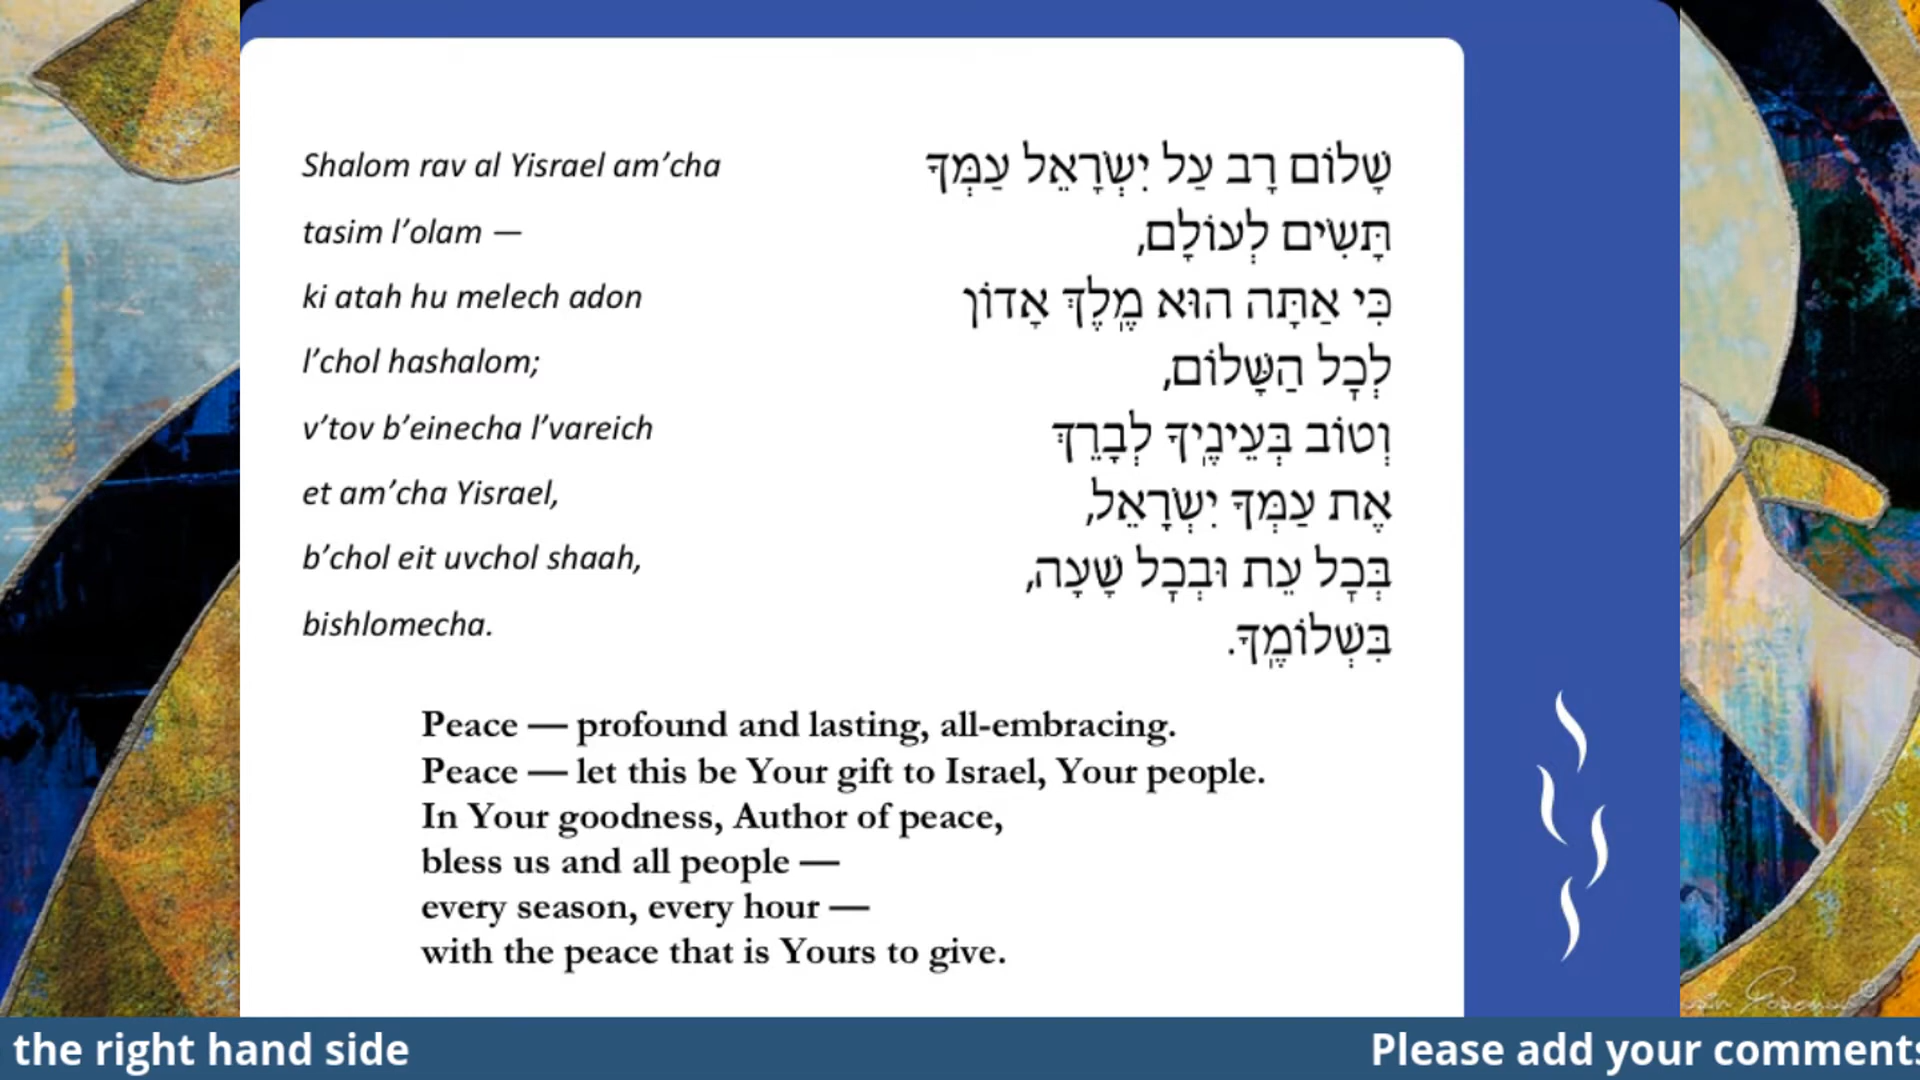 Shalom rav al Yisrael am’cha
tasim l’olam —
ki atah hu melech adon
l’chol hashalom;
v’tov b’einecha l’vareich
et am’cha Yisrael,
b’chol eit uvchol shaah,
bishlomecha.
שָׁלוֹם רָב עַל יִשְׂרָאֵל עַמְּךָ
תָּשִׂים לְעוֹלָם,
כִּי אַתָּה הוּא מֶֽלֶךְ אָדוֹן
לְכָל הַשָּׁלוֹם,
וְטוֹב בְּעֵינֶֽיךָ לְבָרֵךְ
אֶת עַמְּךָ יִשְׂרָאֵל,
בְּכָל עֵת וּבְכָל שָׁעָה,
בִּשְׁלוֹמֶֽךָ.
Peace — profound and lasting, all-embracing.
Peace — let this be Your gift to Israel, Your people.
In Your goodness, Author of peace,
bless us and all people —
every season, every hour —
with the peace that is Yours to give.
the right hand side
Please add your comments